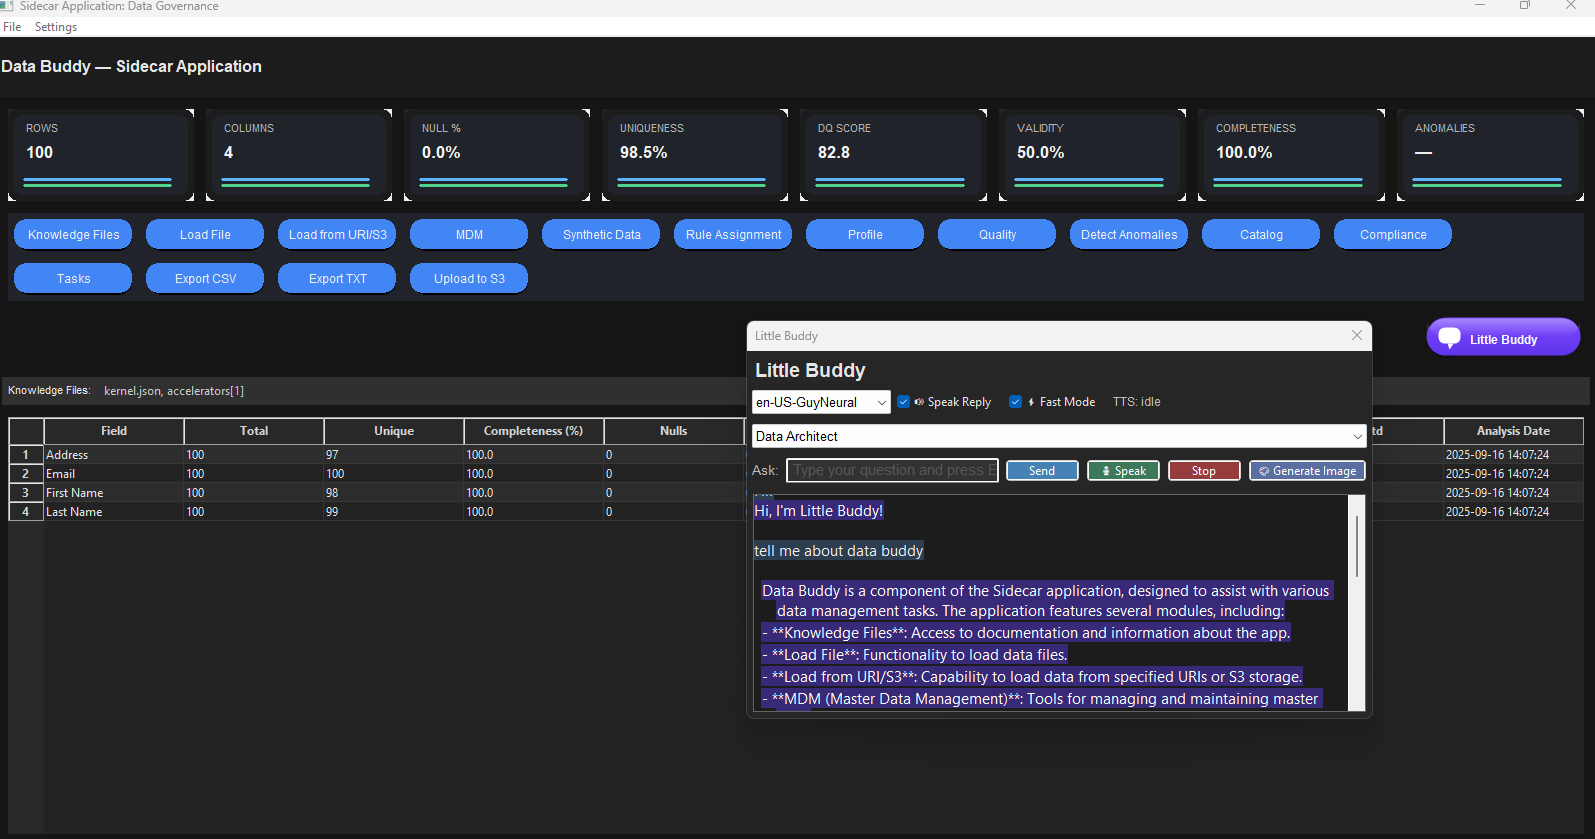 Sidecar Application: Data Governance
File Settings
Data Buddy — Sidecar Application
ROWS COLUMNS NULL % UNIQUENESS DQ SCORE VALIDITY COMPLETENESS ANOMALIES
100 4 0.0% 98.5% 82.8 50.0% 100.0% —
Knowledge Files Load File Load from URI/S3 MDM Synthetic Data Rule Assignment Profile Quality Detect Anomalies Catalog Compliance
Tasks Export CSV Export TXT Upload to S3
Little Buddy
Knowledge Files: kernel.json, accelerators[1]
Field Total Unique Completeness (%) Nulls td Analysis Date
1 Address 100 97 100.0 0 2025-09-16 14:07:24
2 Email 100 100 100.0 0 2025-09-16 14:07:24
3 First Name 100 98 100.0 0 2025-09-16 14:07:24
4 Last Name 100 99 100.0 0 2025-09-16 14:07:24
Little Buddy
Little Buddy
en-US-GuyNeural Speak Reply Fast Mode TTS: idle
Data Architect
Ask: Type your question and press E Send Speak Stop Generate Image
Hi, I'm Little Buddy!
tell me about data buddy
Data Buddy is a component of the Sidecar application, designed to assist with various
data management tasks. The application features several modules, including:
- **Knowledge Files**: Access to documentation and information about the app.
- **Load File**: Functionality to load data files.
- **Load from URI/S3**: Capability to load data from specified URIs or S3 storage.
- **MDM (Master Data Management)**: Tools for managing and maintaining master